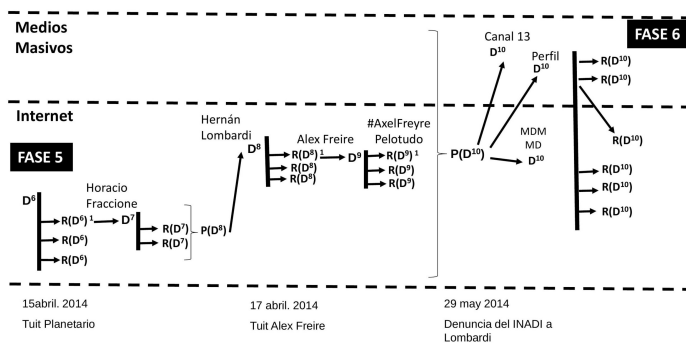 Medios
Masivos
FASE 6
Canal 13
D10
Perfil
D10
R(D10)
R(D10)
Internet
Hernán
Lombardi
D8
Alex Freire
R(D8) 1
D9
R(D8)
R(D8)
#AxelFreyre
Pelotudo
R(D9) 1
R(D9)
R(D9)
P(D10)
MDM
MD
D10
R(D10)
R(D10)
R(D10)
R(D10)
FASE 5
D6
R(D6) 1
R(D6)
R(D6)
Horacio
Fraccione
D7
R(D7)
R(D7)
P(D8)
15abril. 2014
Tuit Planetario
17 abril. 2014
Tuit Alex Freire
29 may 2014
Denuncia del INADI a
Lombardi